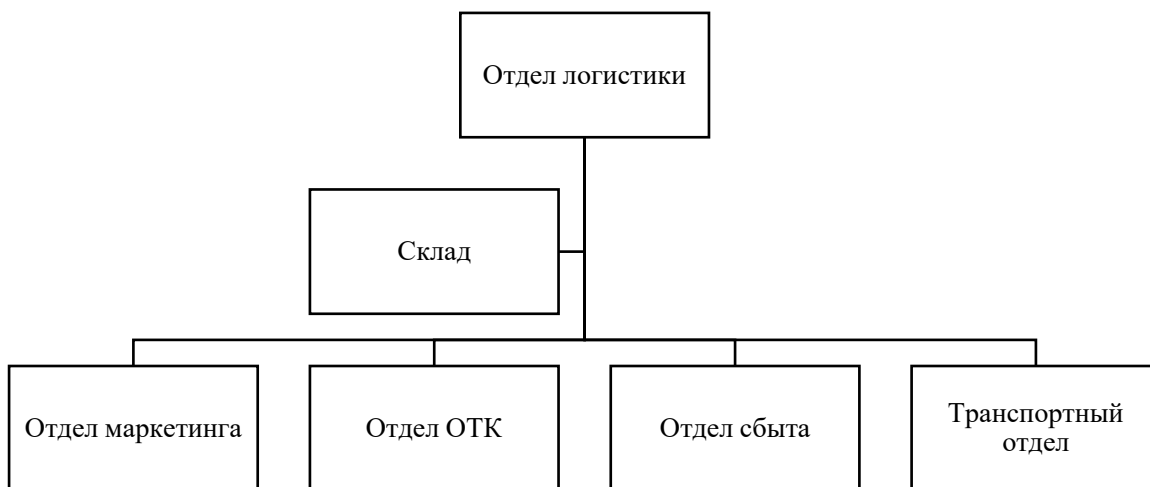 Отдел логистики
Склад
Отдел маркетинга
Отдел ОТК
Отдел сбыта
Транспортный
отдел